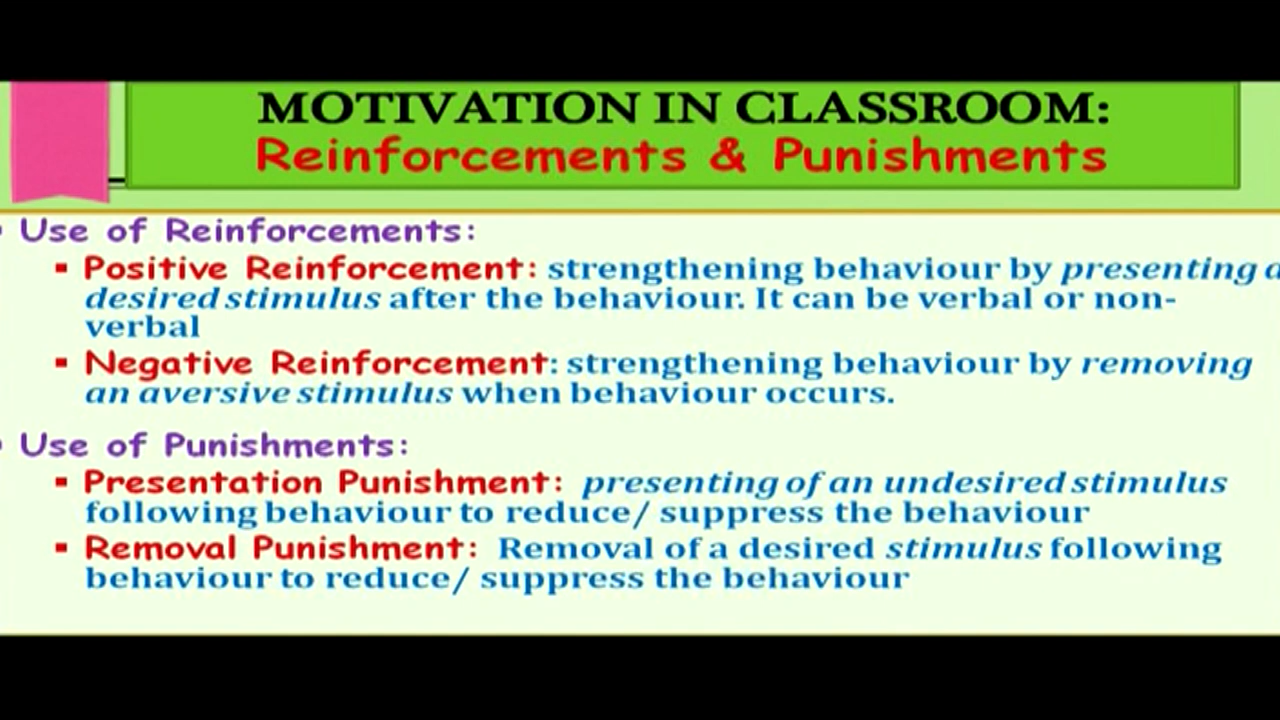 MOTIVATION IN CLASSROOM:
Reinforcements & Punishments
Use of Reinforcements:
▪ Positive Reinforcement: strengthening behaviour by presenting a
desired stimulus after the behaviour. It can be verbal or non-
verbal
▪ Negative Reinforcement: strengthening behaviour by removing
an aversive stimulus when behaviour occurs.
Use of Punishments:
▪ Presentation Punishment: presenting of an undesired stimulus
following behaviour to reduce/ suppress the behaviour
▪ Removal Punishment: Removal of a desired stimulus following
behaviour to reduce/ suppress the behaviour